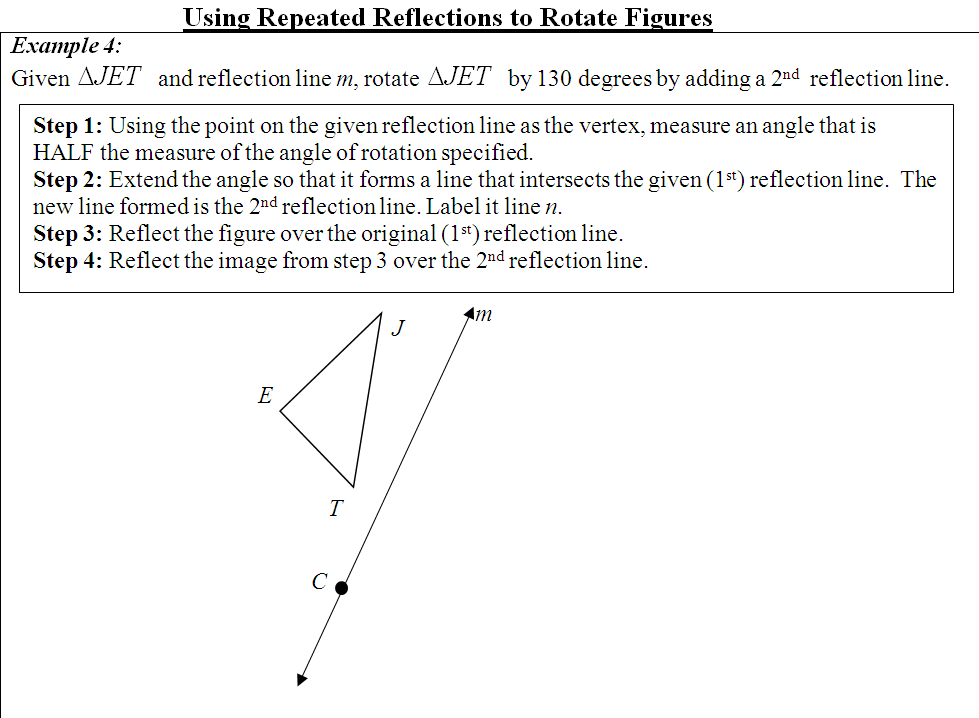 Using Repeated Reflections to Rotate Figures
Example 4:
Given ΔJET and reflection line m, rotate ΔJET by 130 degrees by adding a 2nd reflection line.
Step 1: Using the point on the given reflection line as the vertex, measure an angle that is
HALF the measure of the angle of rotation specified.
Step 2: Extend the angle so that it forms a line that intersects the given (1st) reflection line. The
new line formed is the 2nd reflection line. Label it line n.
Step 3: Reflect the figure over the original (1st) reflection line.
Step 4: Reflect the image from step 3 over the 2nd reflection line.
m
J
E
T
C